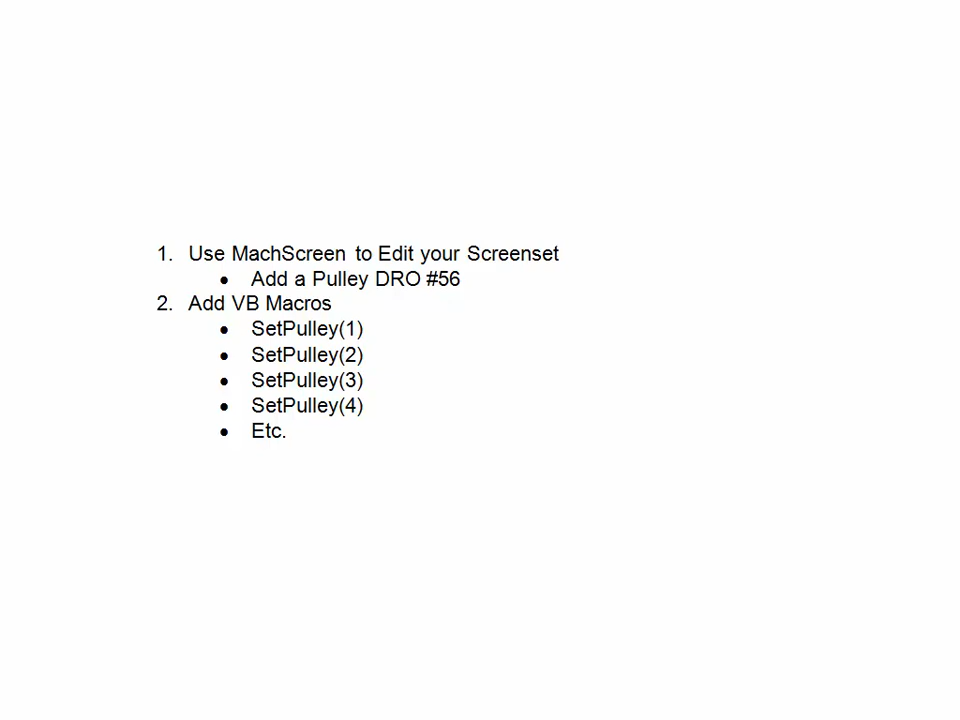 1. Use MachScreen to Edit your Screenset
• Add a Pulley DRO #56
2. Add VB Macros
• SetPulley(1)
• SetPulley(2)
• SetPulley(3)
• SetPulley(4)
• Etc.